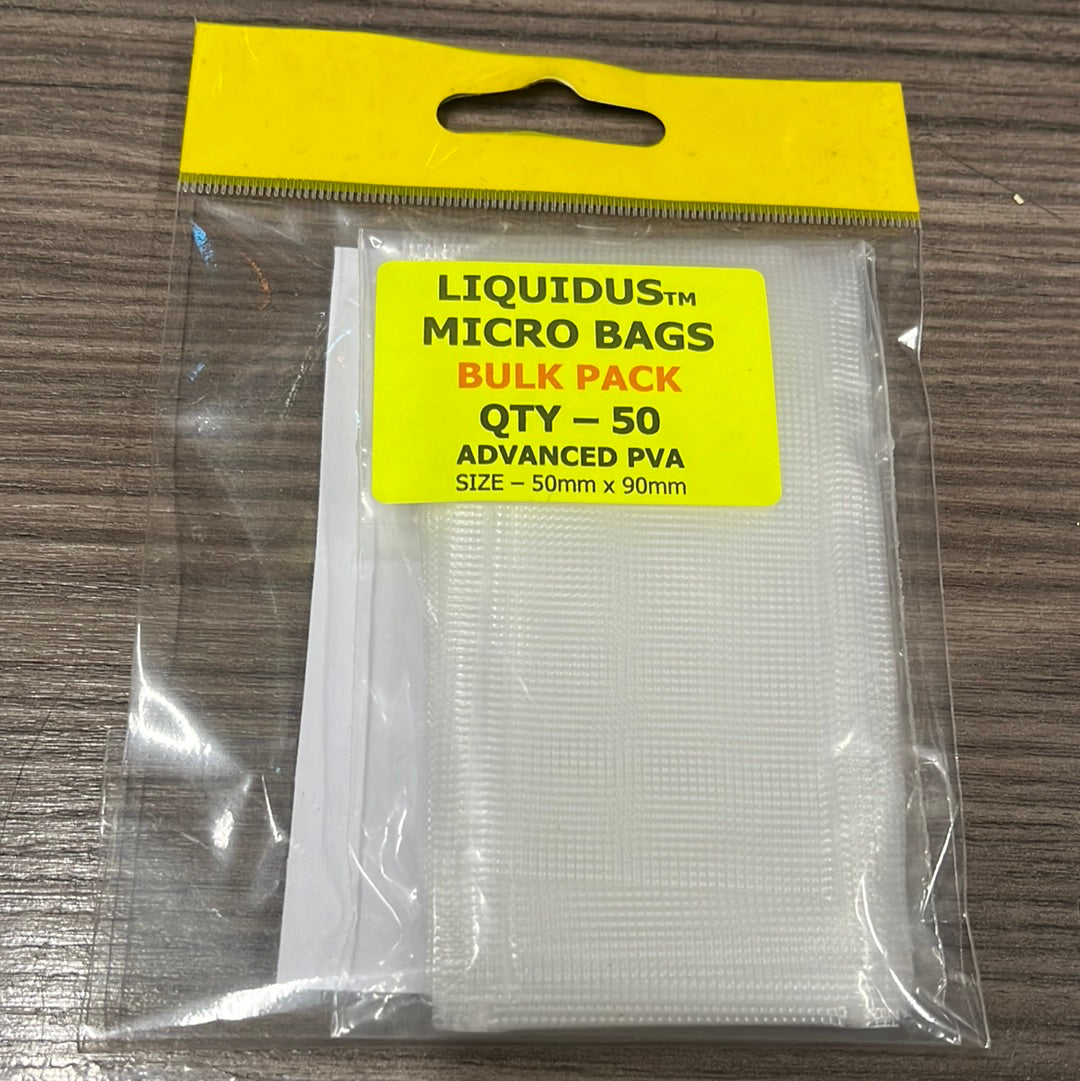 LIQUIDUS™
MICRO BAGS
BULK PACK
QTY – 50
ADVANCED PVA
SIZE – 50mm x 90mm